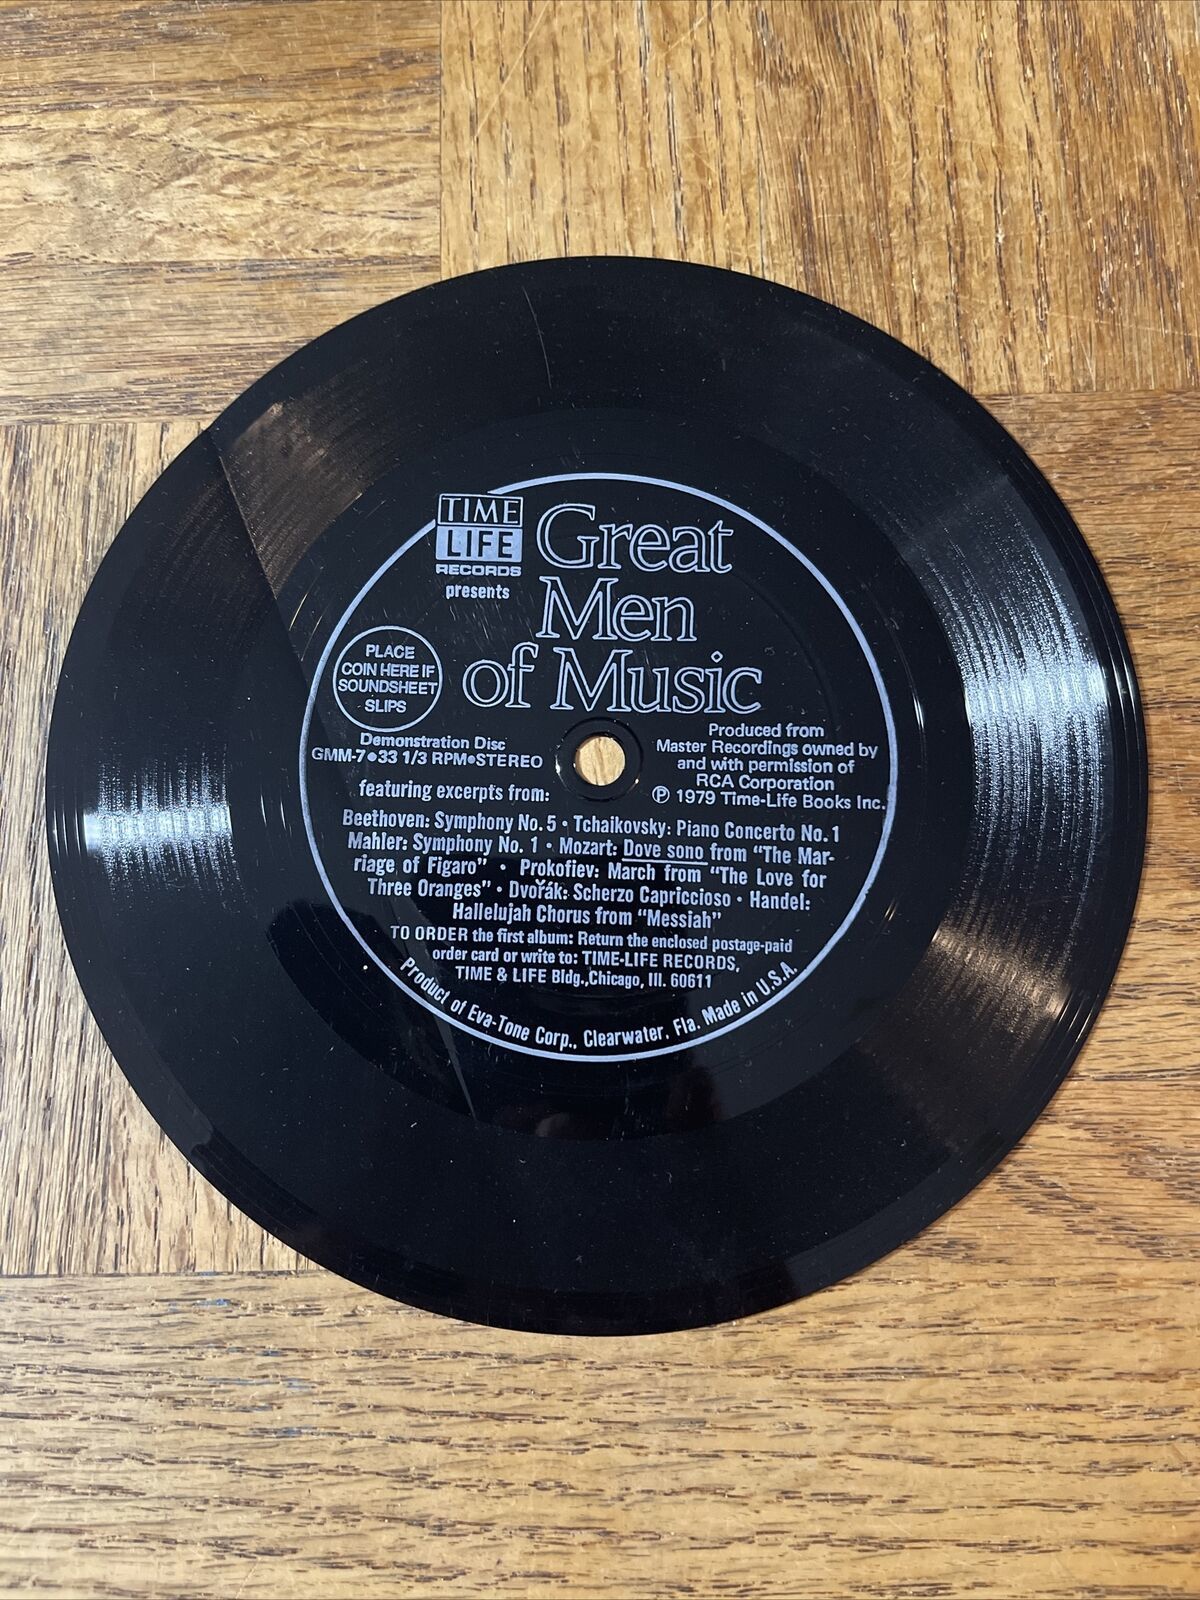 TIME
LIFE
RECORDS
presents
Great
Men
of Music
PLACE
COIN HERE IF
SOUNDSHEET
SLIPS
Demonstration Disc
GMM-7•33 1/3 RPM•STEREO
Produced from
Master Recordings owned by
and with permission of
RCA Corporation
℗ 1979 Time-Life Books Inc.
featuring excerpts from:
Beethoven: Symphony No. 5 • Tchaikovsky: Piano Concerto No. 1
Mahler: Symphony No. 1 • Mozart: Dove sono from "The Mar-
riage of Figaro" • Prokofiev: March from "The Love for
Three Oranges" • Dvořák: Scherzo Capriccioso • Handel:
Hallelujah Chorus from "Messiah"
TO ORDER the first album: Return the enclosed postage-paid
order card or write to: TIME-LIFE RECORDS,
TIME & LIFE Bldg.,Chicago, Ill. 60611
Product of Eva-Tone Corp., Clearwater, Fla. Made in U.S.A.